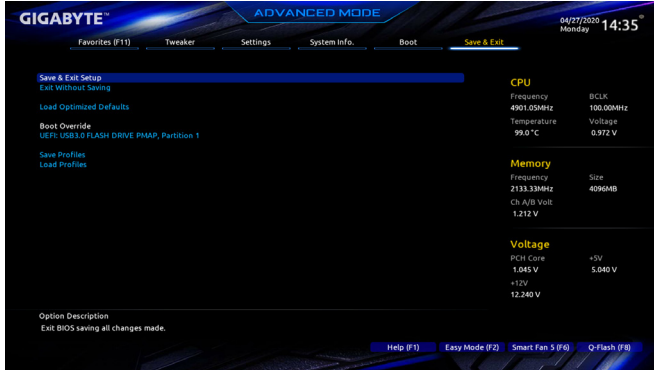 GIGABYTE™
ADVANCED MODE
04/27/2020
Monday
14:35
Favorites (F11) Tweaker Settings System Info. Boot Save & Exit
Save & Exit Setup
Exit Without Saving
Load Optimized Defaults
Boot Override
UEFI: USB3.0 FLASH DRIVE PMAP, Partition 1
Save Profiles
Load Profiles
CPU
Frequency BCLK
4901.05MHz 100.00MHz
Temperature Voltage
99.0 °C 0.972 V
Memory
Frequency Size
2133.33MHz 4096MB
Ch A/B Volt
1.212 V
Voltage
PCH Core +5V
1.045 V 5.040 V
+12V
12.240 V
Option Description
Exit BIOS saving all changes made.
Help (F1) Easy Mode (F2) Smart Fan 5 (F6) Q-Flash (F8)